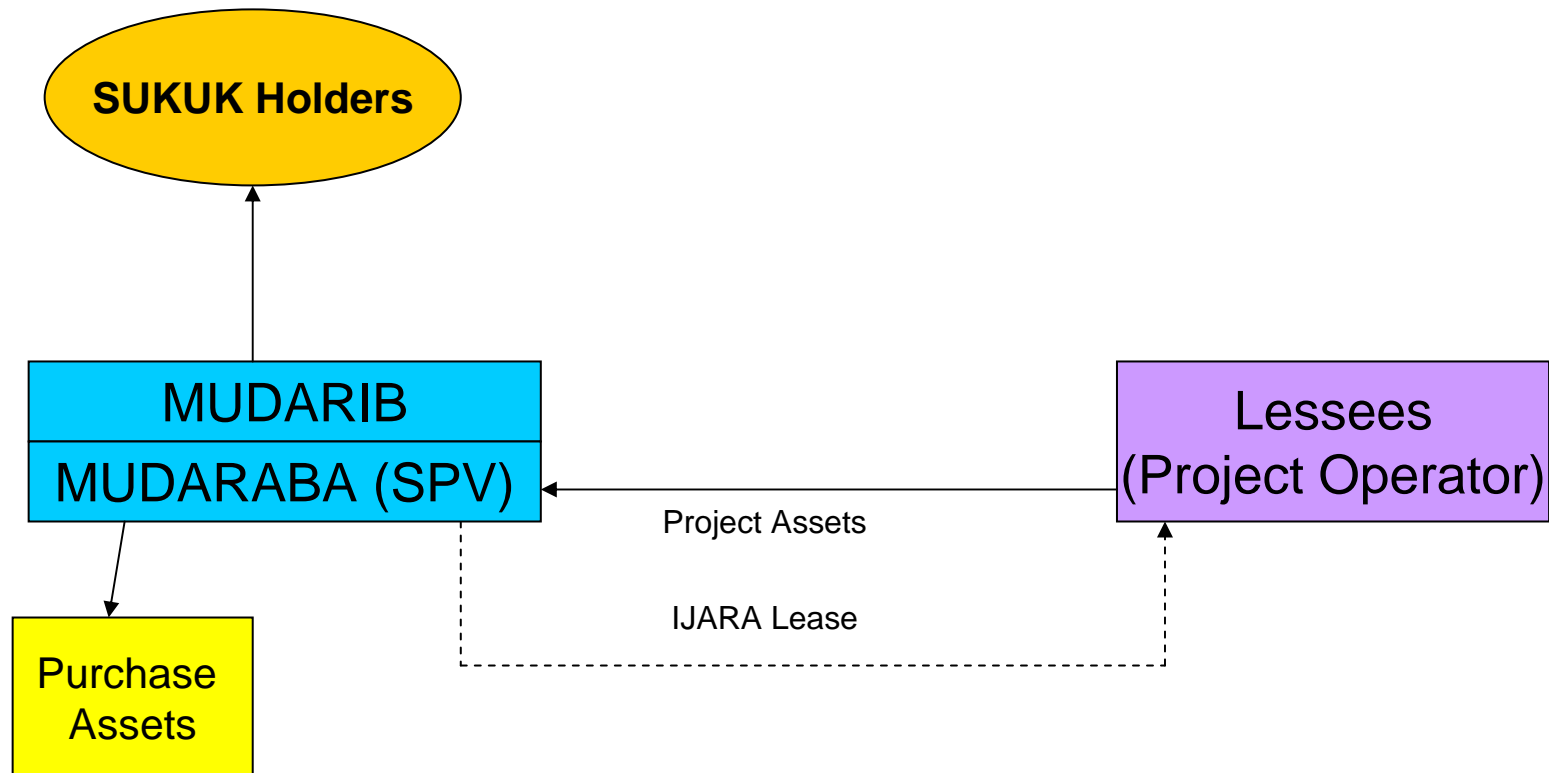 SUKUK Holders
MUDARIB
MUDARABA (SPV)
Lessees
(Project Operator)
Project Assets
IJARA Lease
Purchase
Assets